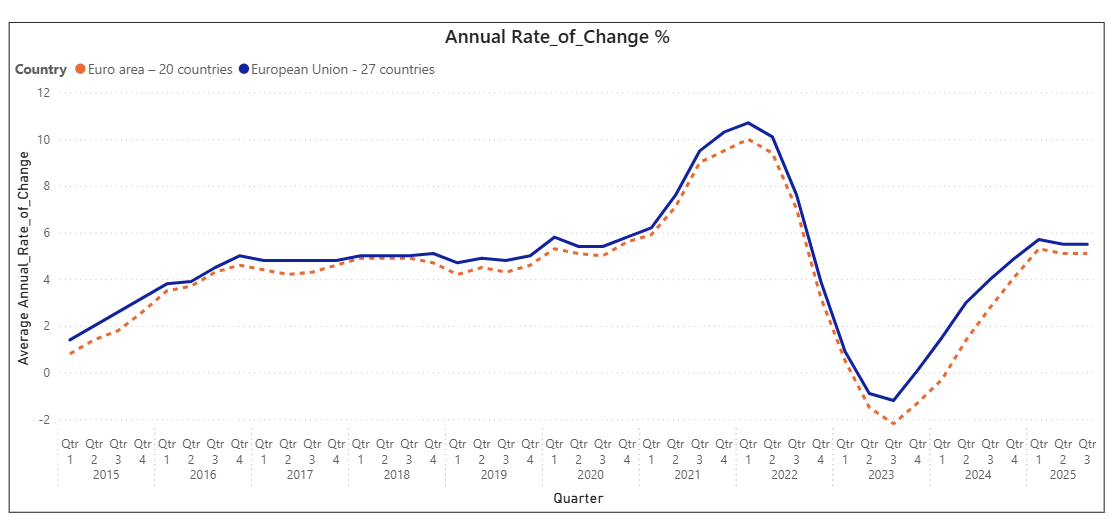 Annual Rate_of_Change %
Country Euro area – 20 countries European Union - 27 countries
12
10
8
6
4
2
0
-2
Average Annual_Rate_of_Change
Qtr Qtr Qtr Qtr Qtr Qtr Qtr Qtr Qtr Qtr Qtr Qtr Qtr Qtr Qtr Qtr Qtr Qtr Qtr Qtr Qtr Qtr Qtr Qtr Qtr Qtr Qtr Qtr Qtr Qtr Qtr Qtr Qtr Qtr Qtr Qtr Qtr Qtr Qtr Qtr Qtr Qtr Qtr
1 2 3 4 1 2 3 4 1 2 3 4 1 2 3 4 1 2 3 4 1 2 3 4 1 2 3 4 1 2 3 4 1 2 3 4 1 2 3 4 1 2 3
2015 2016 2017 2018 2019 2020 2021 2022 2023 2024 2025
Quarter